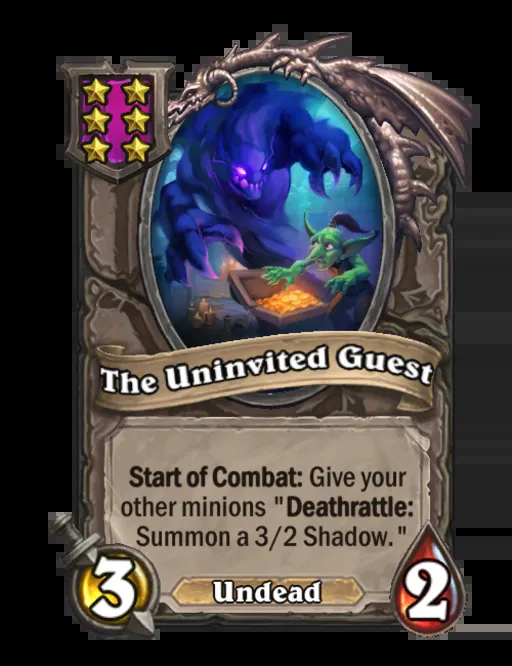 The Uninvited Guest
Start of Combat: Give your
other minions "Deathrattle:
Summon a 3/2 Shadow."
3
Undead
2